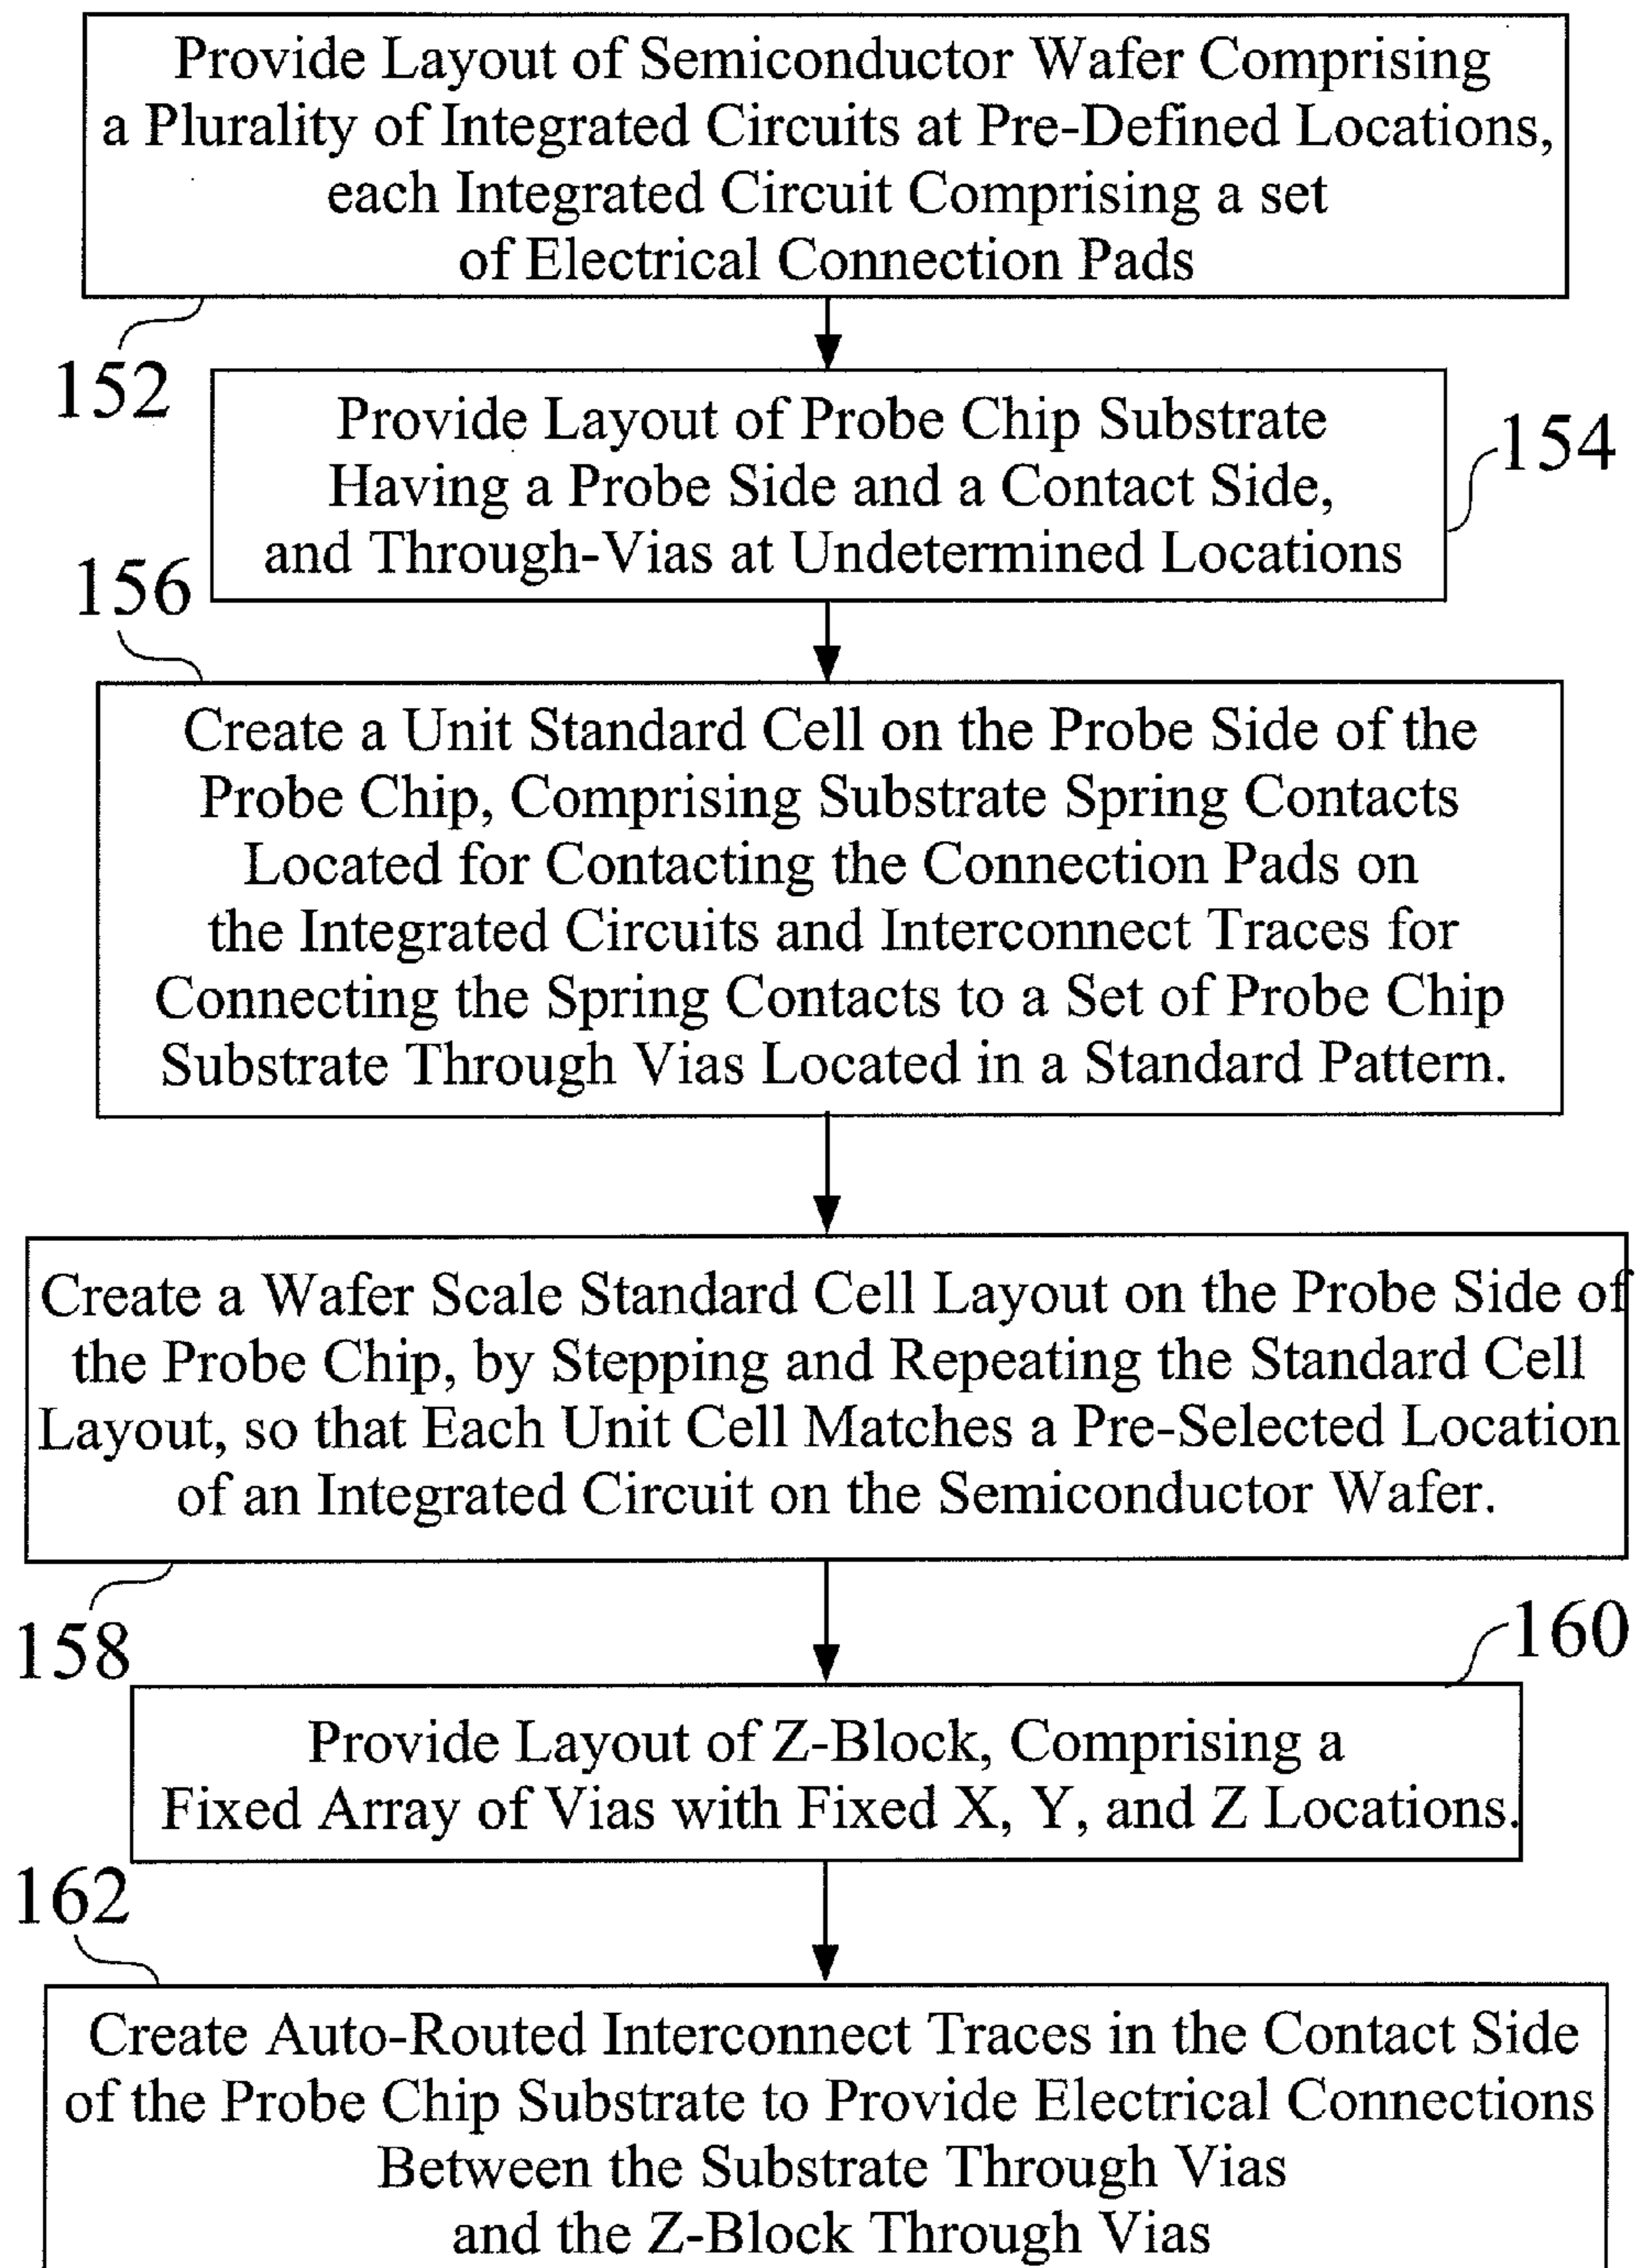 Provide Layout of Semiconductor Wafer Comprising
a Plurality of Integrated Circuits at Pre-Defined Locations,
each Integrated Circuit Comprising a set
of Electrical Connection Pads
152
Provide Layout of Probe Chip Substrate
Having a Probe Side and a Contact Side,
and Through-Vias at Undetermined Locations
154
156
Create a Unit Standard Cell on the Probe Side of the
Probe Chip, Comprising Substrate Spring Contacts
Located for Contacting the Connection Pads on
the Integrated Circuits and Interconnect Traces for
Connecting the Spring Contacts to a Set of Probe Chip
Substrate Through Vias Located in a Standard Pattern.
Create a Wafer Scale Standard Cell Layout on the Probe Side of
the Probe Chip, by Stepping and Repeating the Standard Cell
Layout, so that Each Unit Cell Matches a Pre-Selected Location
of an Integrated Circuit on the Semiconductor Wafer.
158
160
Provide Layout of Z-Block, Comprising a
Fixed Array of Vias with Fixed X, Y, and Z Locations.
162
Create Auto-Routed Interconnect Traces in the Contact Side
of the Probe Chip Substrate to Provide Electrical Connections
Between the Substrate Through Vias
and the Z-Block Through Vias